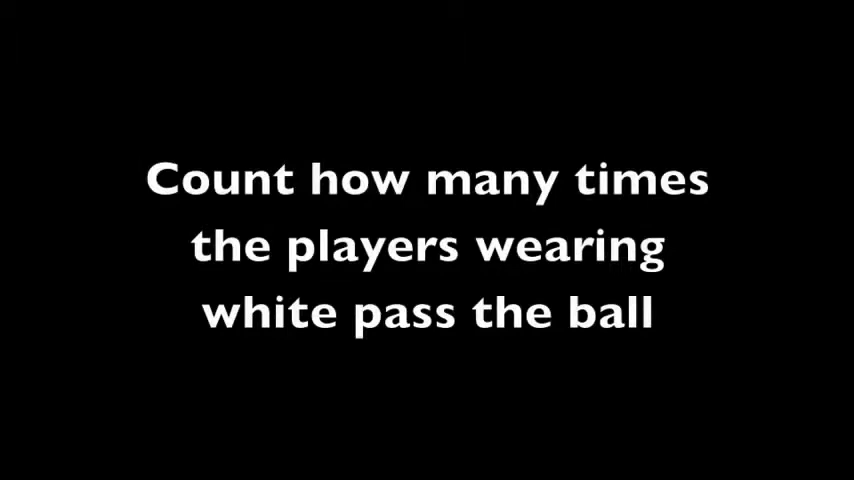 Count how many times
the players wearing
white pass the ball